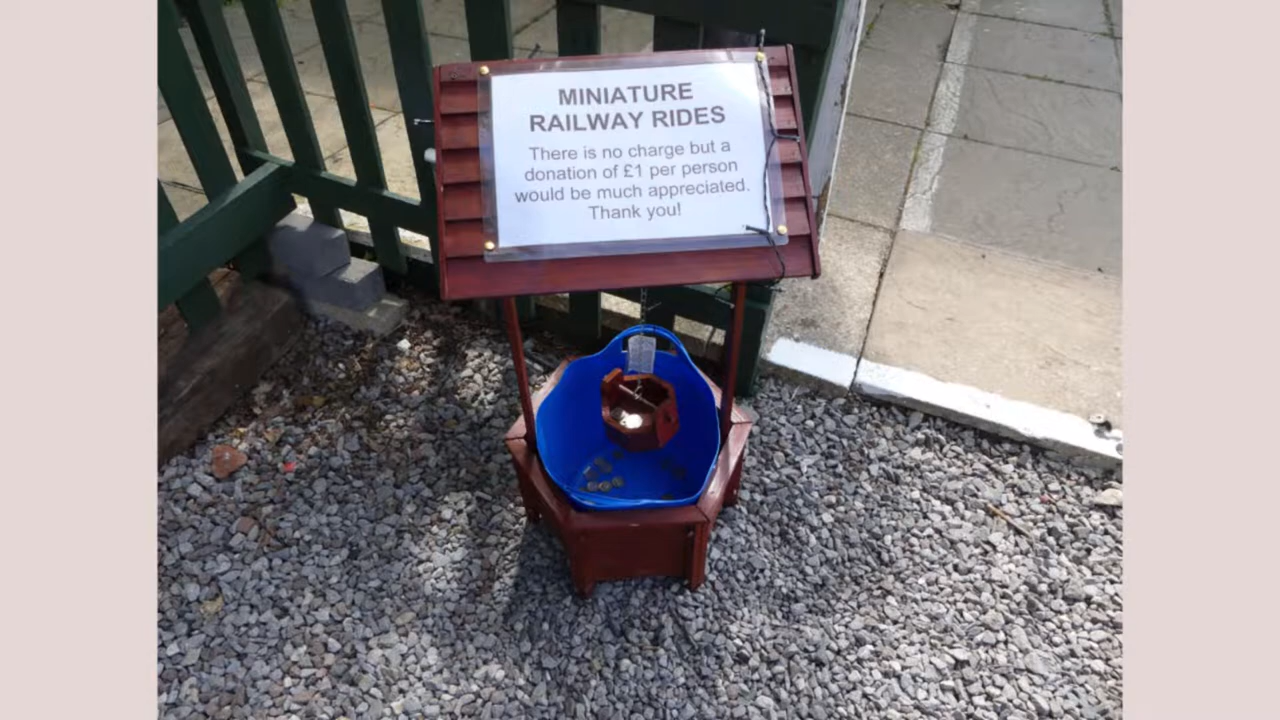 MINIATURE
RAILWAY RIDES
There is no charge but a
donation of £1 per person
would be much appreciated.
Thank you!